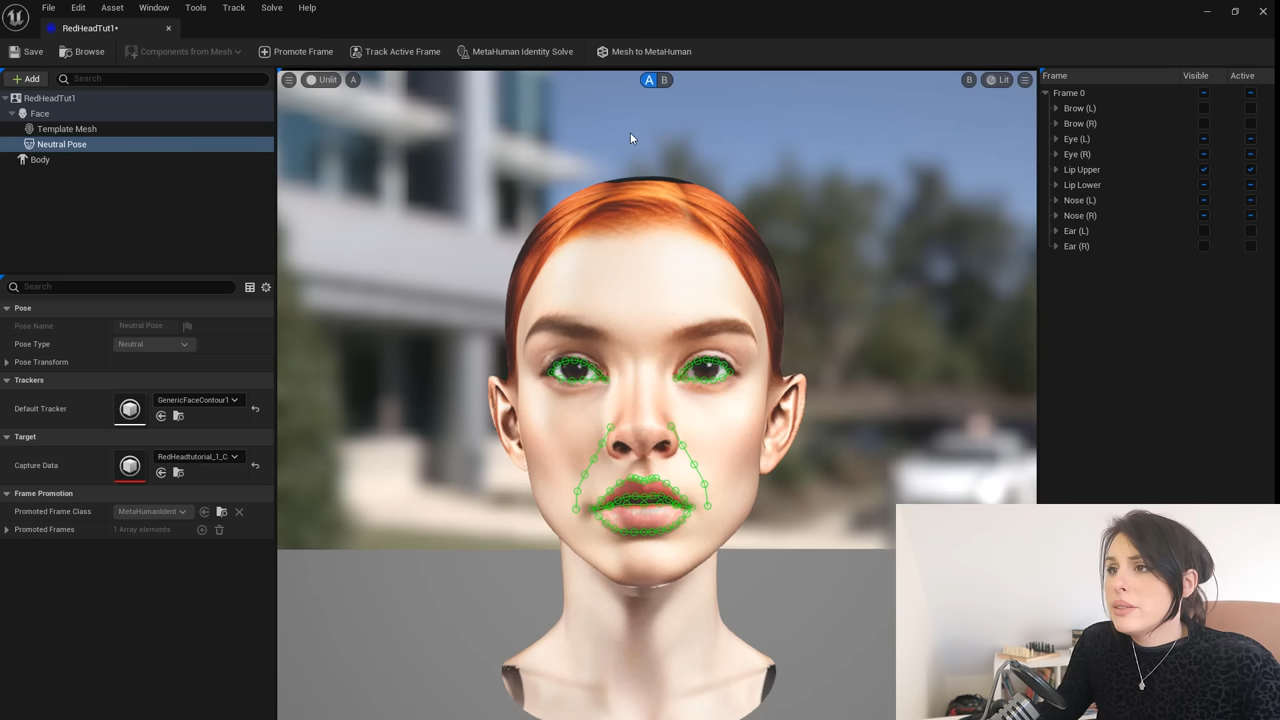 File Edit Asset Window Tools Track Solve Help
RedHeadTut1•
Save Browse Components from Mesh Promote Frame Track Active Frame MetaHuman Identity Solve Mesh to MetaHuman
Add Search
RedHeadTut1
Face
Template Mesh
Neutral Pose
Body
Search
Pose
Pose Name Neutral Pose
Pose Type Neutral
Pose Transform
Trackers
Default Tracker GenericFaceContour1
Target
Capture Data RedHeadtutorial_1_C
Frame Promotion
Promoted Frame Class MetaHumanIdent
Promoted Frames 1 Array elements
Unlit A A B B Lit
Frame Visible Active
Frame 0
Brow (L)
Brow (R)
Eye (L)
Eye (R)
Lip Upper
Lip Lower
Nose (L)
Nose (R)
Ear (L)
Ear (R)